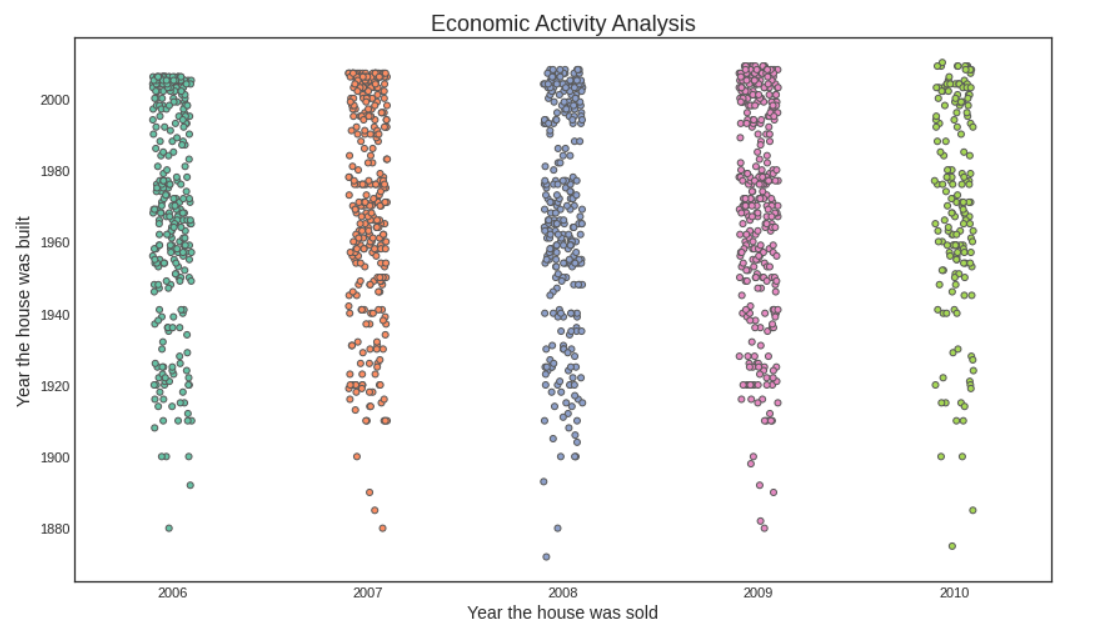 Economic Activity Analysis
2000
1980
1960
1940
1920
1900
1880
Year the house was built
2006 2007 2008 2009 2010
Year the house was sold